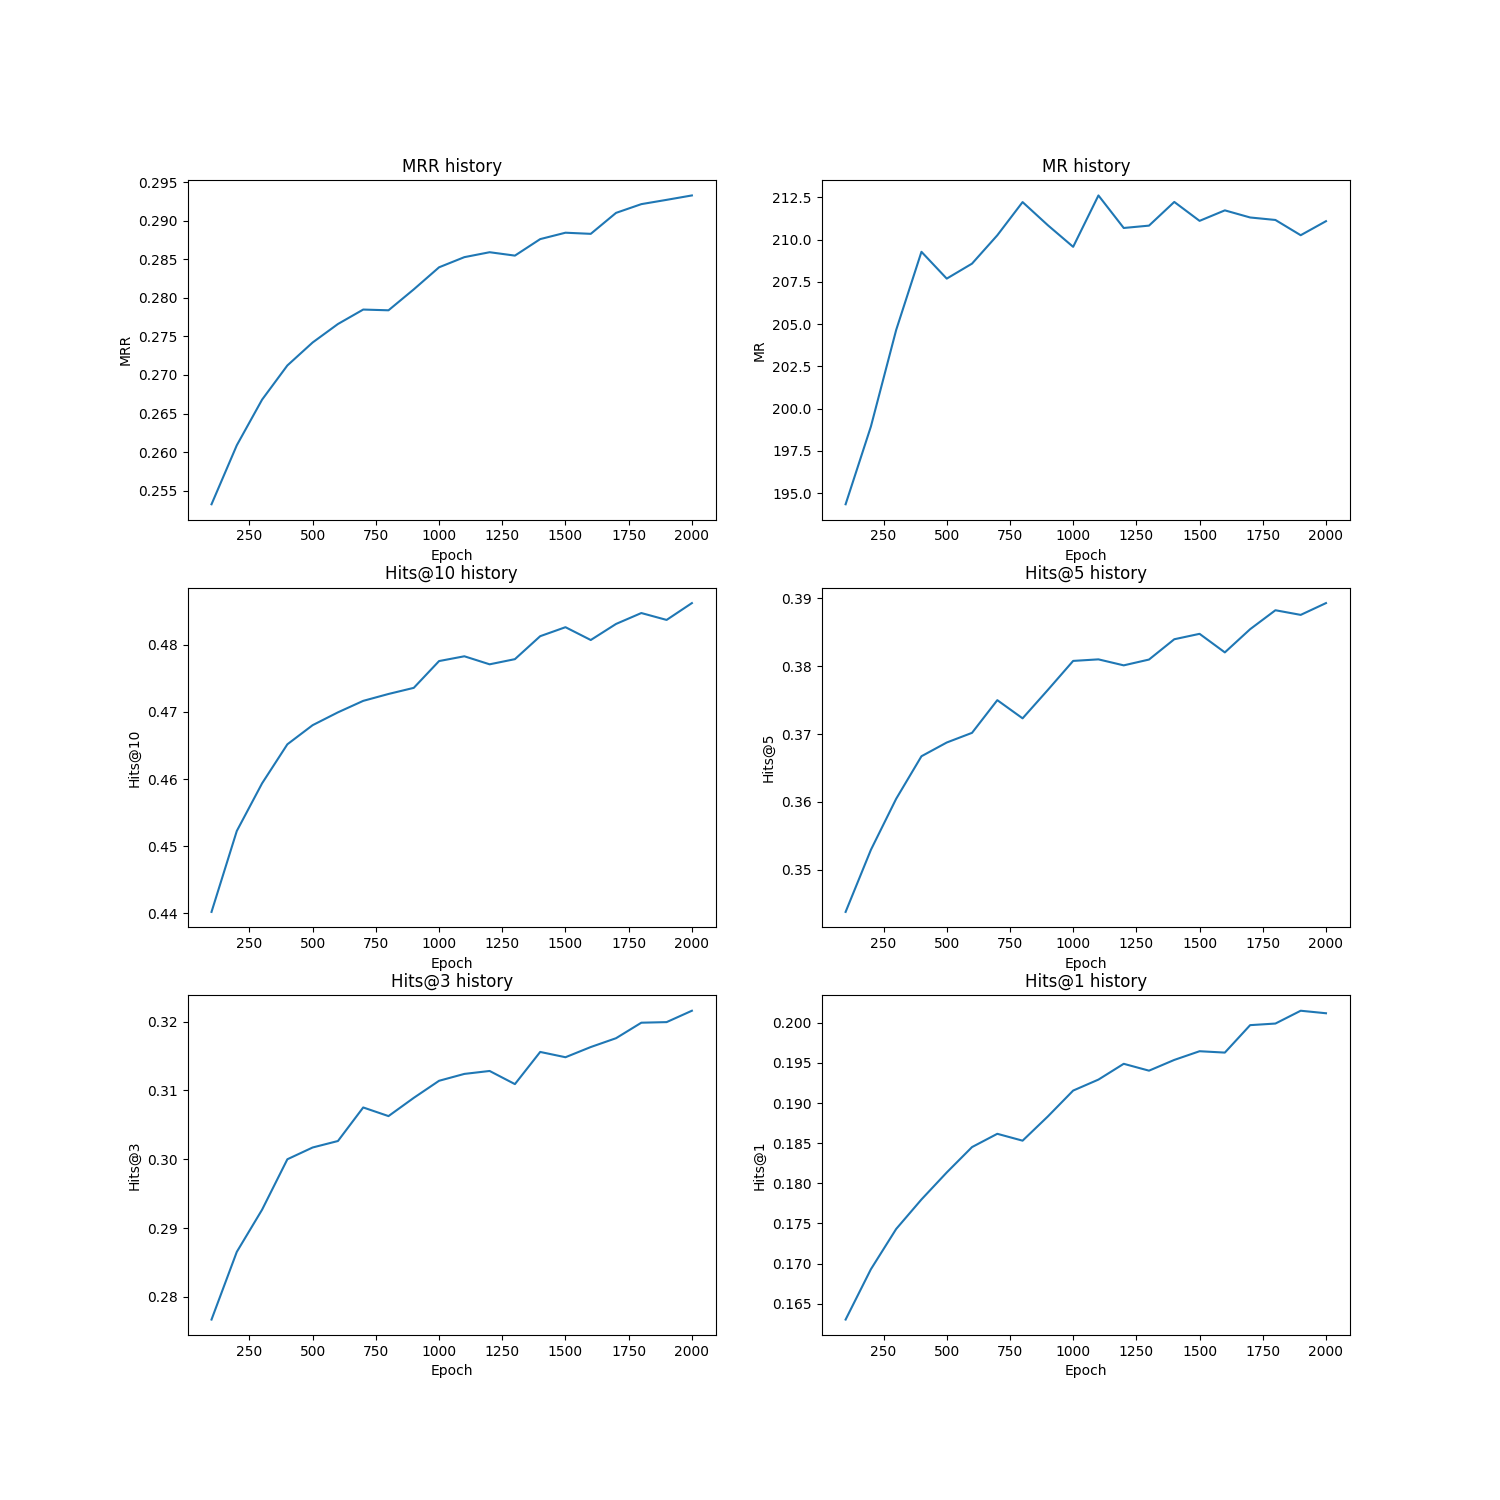 MRR history
0.295
0.290
0.285
0.280
0.275
0.270
0.265
0.260
0.255
MRR
250 500 750 1000 1250 1500 1750 2000
Epoch
MR history
212.5
210.0
207.5
205.0
202.5
200.0
197.5
195.0
MR
250 500 750 1000 1250 1500 1750 2000
Epoch
Hits@10 history
0.48
0.47
0.46
0.45
0.44
Hits@10
250 500 750 1000 1250 1500 1750 2000
Epoch
Hits@5 history
0.39
0.38
0.37
0.36
0.35
Hits@5
250 500 750 1000 1250 1500 1750 2000
Epoch
Hits@3 history
0.32
0.31
0.30
0.29
0.28
Hits@3
250 500 750 1000 1250 1500 1750 2000
Epoch
Hits@1 history
0.200
0.195
0.190
0.185
0.180
0.175
0.170
0.165
Hits@1
250 500 750 1000 1250 1500 1750 2000
Epoch